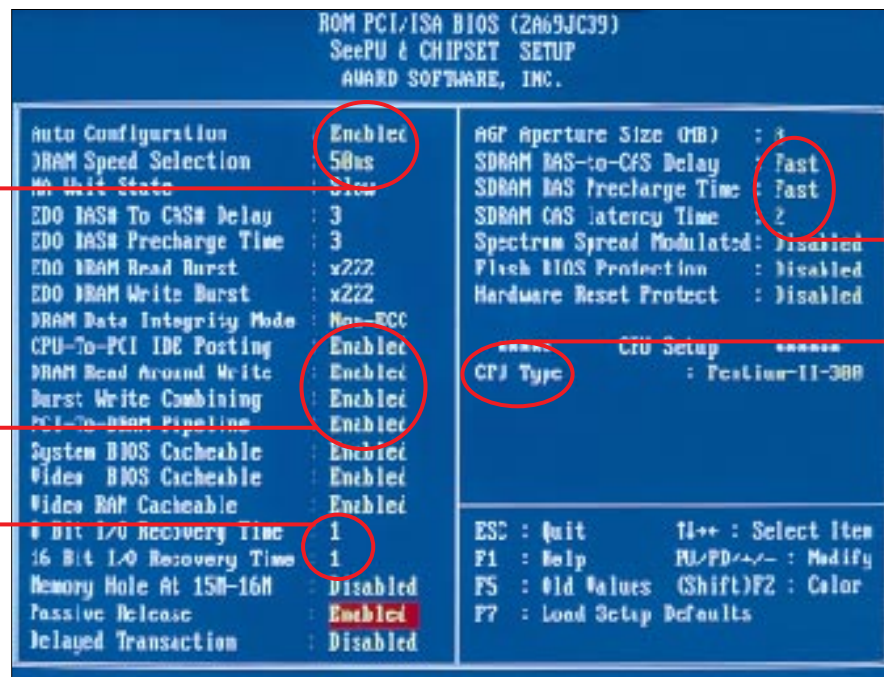 ROM PCI/ISA BIOS (2A69JC39)
SeePU & CHIPSET SETUP
AWARD SOFTWARE, INC.
Auto Configuration : Enabled
DRAM Speed Selection : 50ns
MA Wait State : Slow
EDO RAS# To CAS# Delay : 3
EDO RAS# Precharge Time : 3
EDO DRAM Read Burst : x222
EDO DRAM Write Burst : x222
DRAM Data Integrity Mode : Non-ECC
CPU-To-PCI IDE Posting : Enabled
DRAM Read Around Write : Enabled
Burst Write Combining : Enabled
PCI-To-DRAM Pipeline : Enabled
System BIOS Cacheable : Enabled
Video BIOS Cacheable : Enabled
Video RAM Cacheable : Enabled
8 Bit I/O Recovery Time : 1
16 Bit I/O Recovery Time : 1
Memory Hole At 15M-16M : Disabled
Passive Release : Enabled
Delayed Transaction : Disabled
AGP Aperture Size (MB) :
SDRAM RAS-to-CAS Delay : Fast
SDRAM RAS Precharge Time : Fast
SDRAM CAS latency Time : 2
Spectrum Spread Modulated: Disabled
Flash BIOS Protection : Disabled
Hardware Reset Protect : Disabled
CPU Setup
CPU Type : Pentium-II-300
ESC : Quit ↑↓→← : Select Item
F1 : Help PU/PD/+/- : Modify
F5 : Old Values (Shift)F2 : Color
F7 : Load Setup Defaults